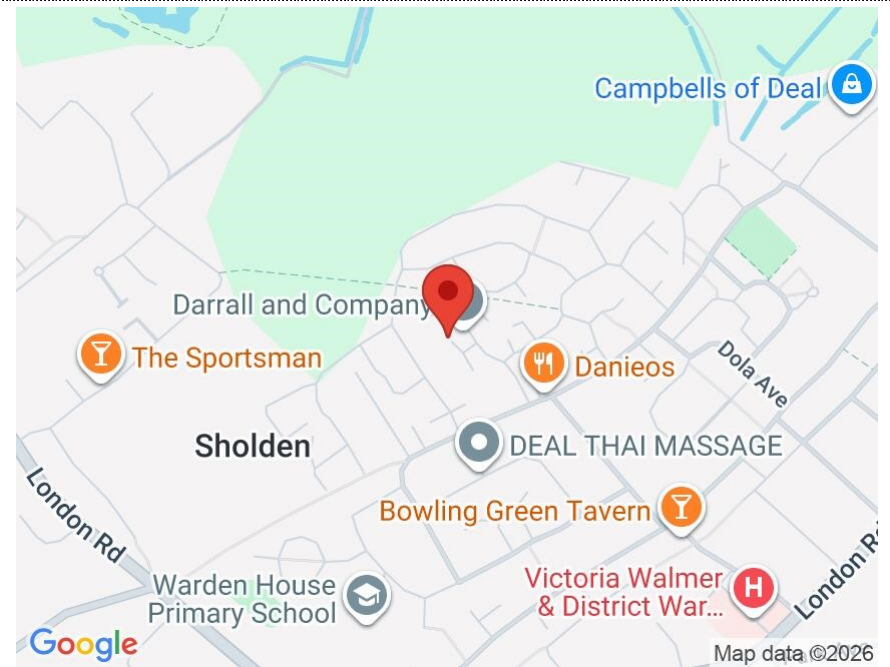 Campbells of Deal
Darrall and Company
The Sportsman
Danieos
Dola Ave
Sholden
DEAL THAI MASSAGE
London Rd
Bowling Green Tavern
Warden House
Primary School
Victoria Walmer
& District War...
H
London Rd
Google
Map data ©2026